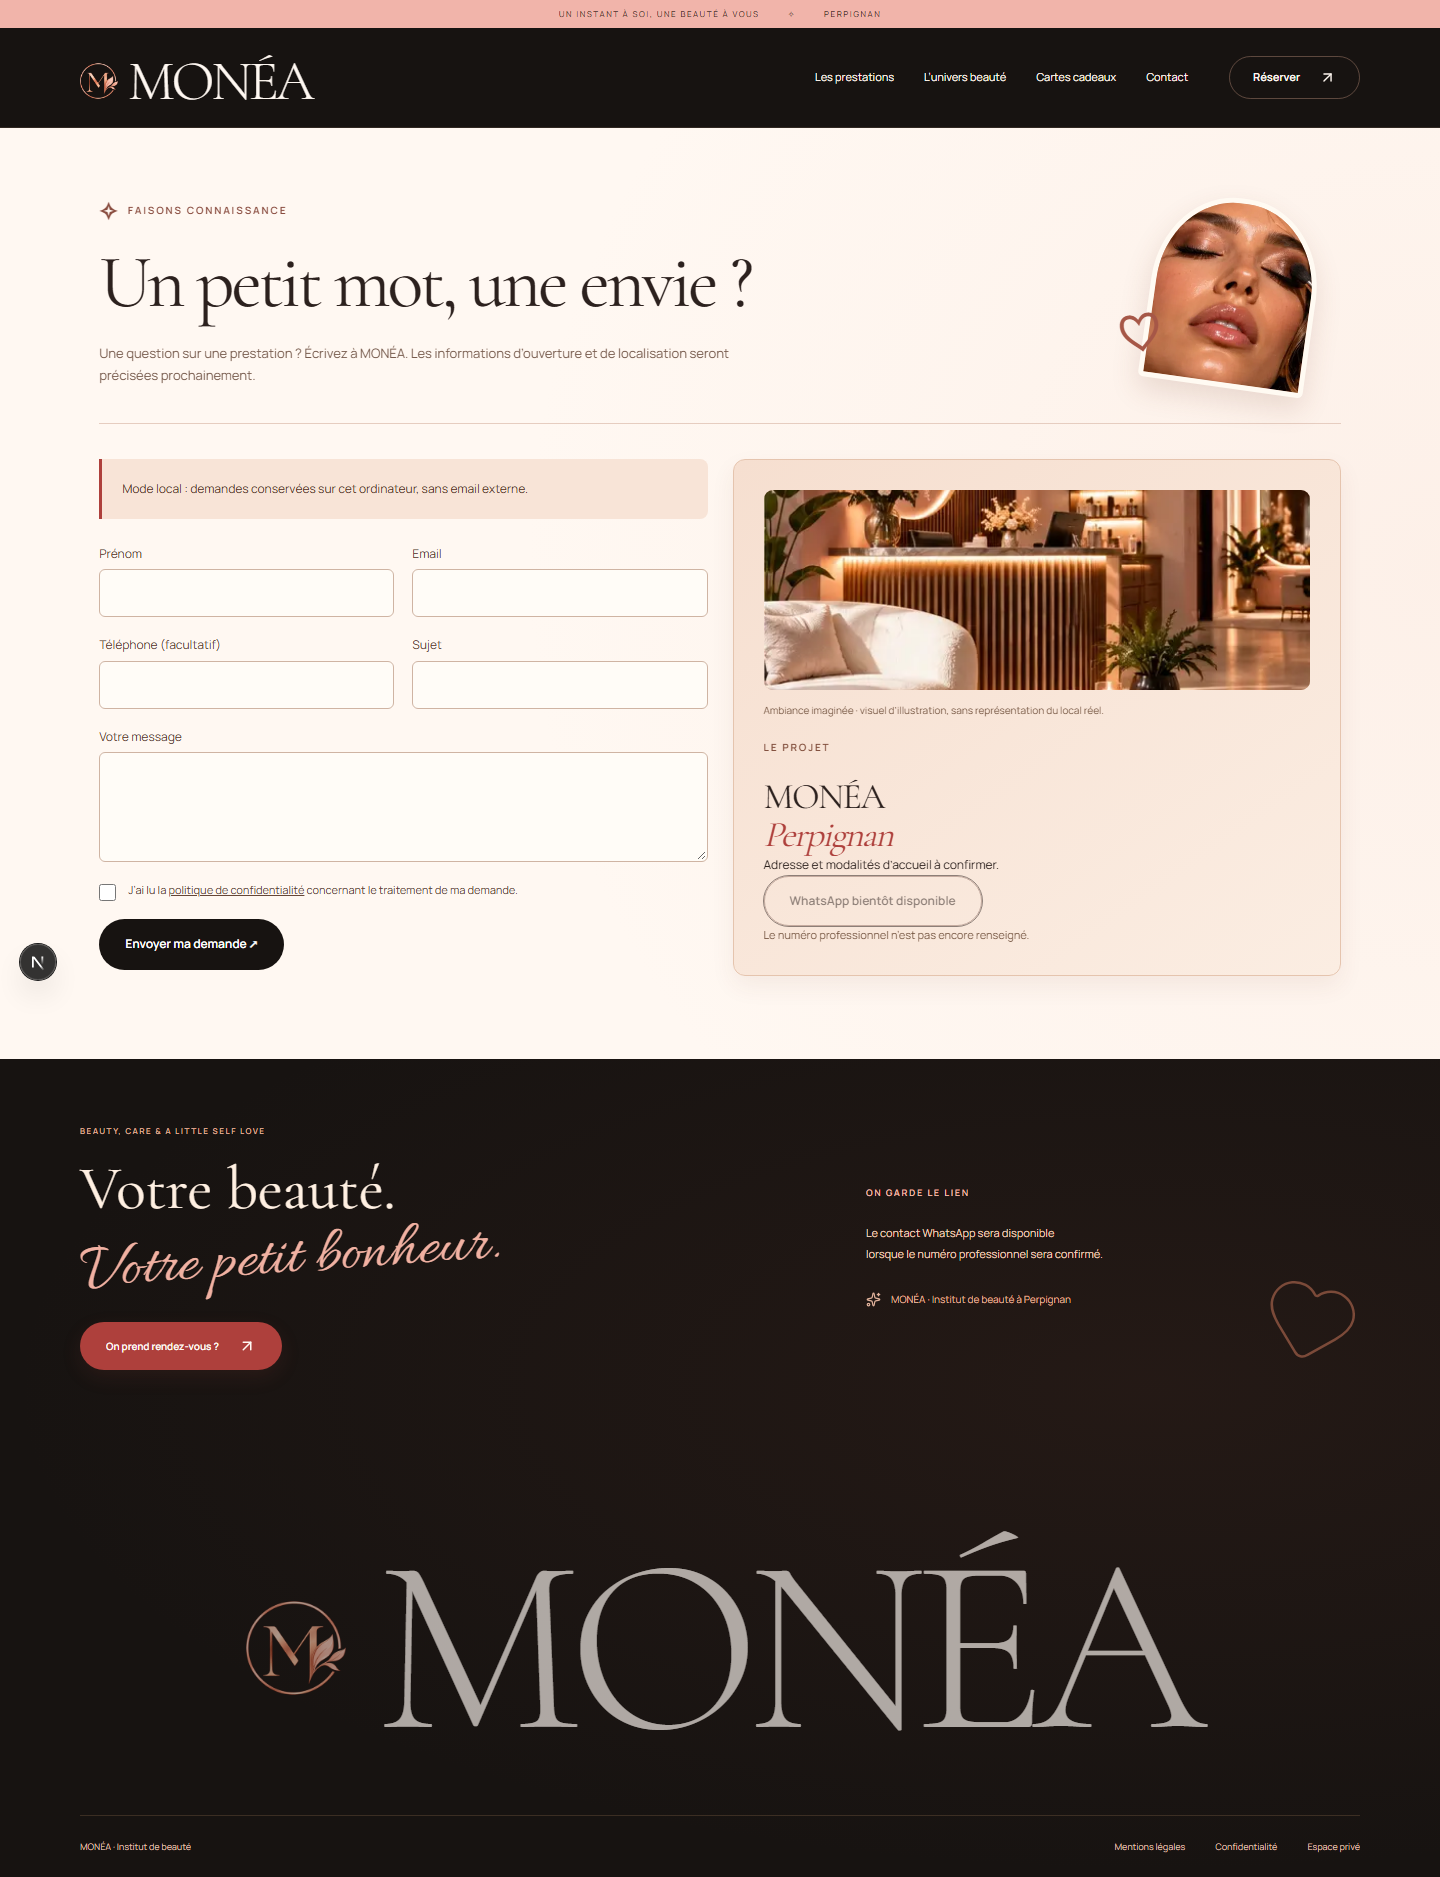 UN INSTANT À SOI, UNE BEAUTÉ À VOUS ✧ PERPIGNAN
M MONÉA
Les prestations L'univers beauté Cartes cadeaux Contact Réserver
FAISONS CONNAISSANCE
Un petit mot, une envie ?
Une question sur une prestation ? Écrivez à MONÉA. Les informations d'ouverture et de localisation seront
précisées prochainement.
Mode local : demandes conservées sur cet ordinateur, sans email externe.
Prénom Email
Téléphone (facultatif) Sujet
Votre message
J'ai lu la politique de confidentialité concernant le traitement de ma demande.
Envoyer ma demande ↗
N
Ambiance imaginée · visuel d'illustration, sans représentation du local réel.
LE PROJET
MONÉA
Perpignan
Adresse et modalités d'accueil à confirmer.
WhatsApp bientôt disponible
Le numéro professionnel n'est pas encore renseigné.
BEAUTY, CARE & A LITTLE SELF LOVE
Votre beauté.
Votre petit bonheur.
On prend rendez-vous ?
ON GARDE LE LIEN
Le contact WhatsApp sera disponible
lorsque le numéro professionnel sera confirmé.
MONÉA · Institut de beauté à Perpignan
M MONÉA
MONÉA · Institut de beauté
Mentions légales Confidentialité Espace privé